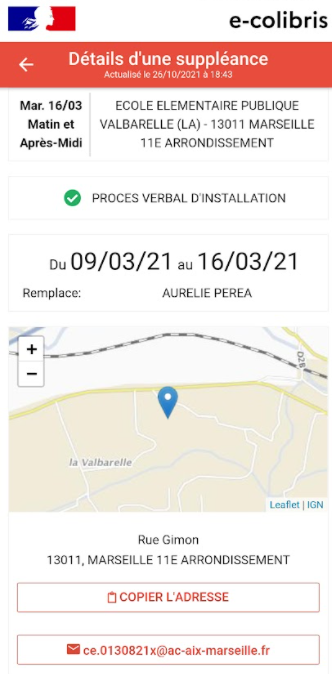 e-colibris
Détails d'une suppléance
Actualisé le 26/10/2021 à 18:43
Mar. 16/03
Matin et
Après-Midi
ECOLE ELEMENTAIRE PUBLIQUE
VALBARELLE (LA) - 13011 MARSEILLE
11E ARRONDISSEMENT
PROCES VERBAL D'INSTALLATION
Du 09/03/21 au 16/03/21
Remplace: AURELIE PEREA
+
−
D2B
la Valbarelle
Leaflet | IGN
Rue Gimon
13011, MARSEILLE 11E ARRONDISSEMENT
COPIER L'ADRESSE
ce.0130821x@ac-aix-marseille.fr